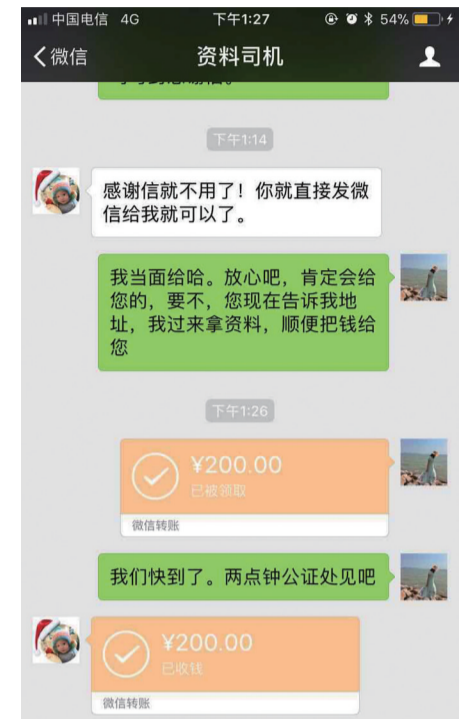 中国电信 4G 下午1:27 54%
微信 资料司机
下午1:14
感谢信就不用了！你就直接发微
信给我就可以了。
我当面给哈。放心吧，肯定会给
您的，要不，您现在告诉我地
址，我过来拿资料，顺便把钱给
您
下午1:26
¥200.00
已被领取
微信转账
我们快到了。两点钟公证处见吧
¥200.00
已收钱
微信转账